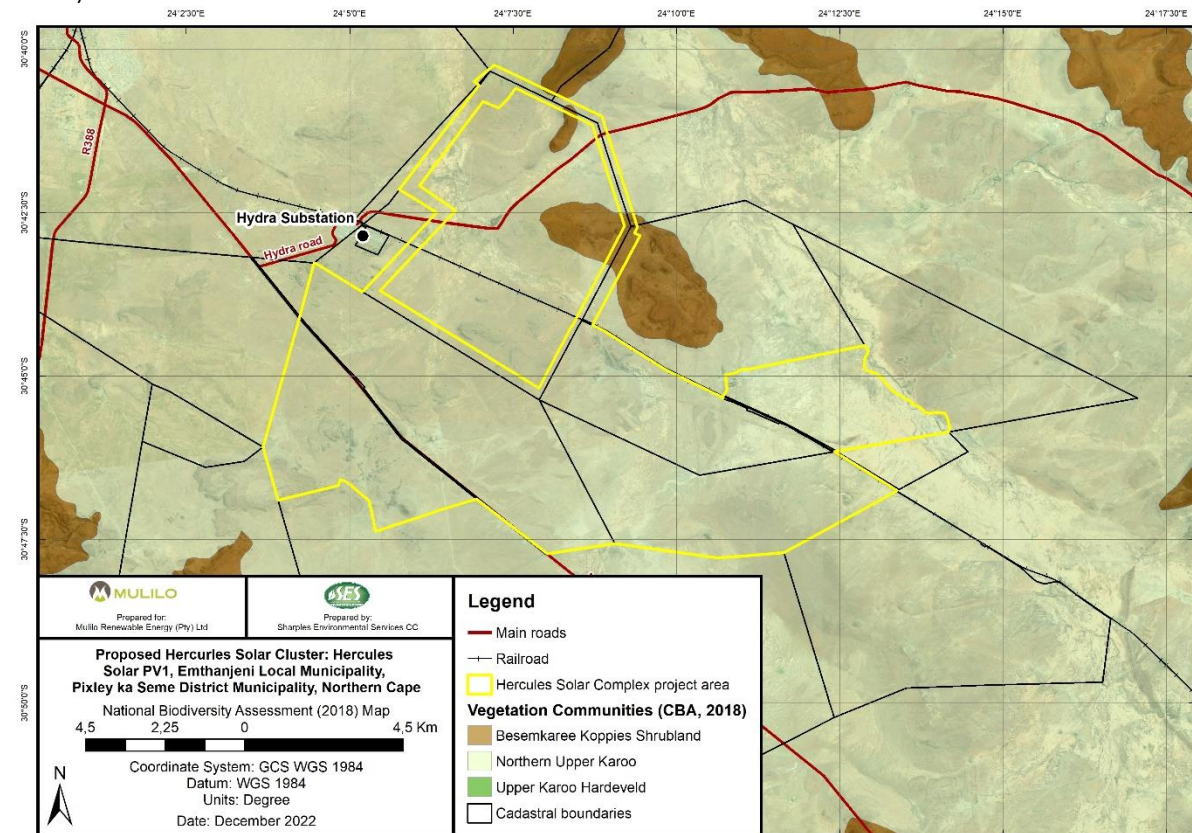 24°2'30"E
24°5'0"E
24°7'30"E
24°10'0"E
24°12'30"E
24°15'0"E
24°17'30"E
30°40'0"S
30°42'30"S
30°45'0"S
30°47'30"S
30°50'0"S
R388
Hydra Substation
Hydra road
MULILO
Prepared for:
Mulilo Renewable Energy (Pty) Ltd
SES
Prepared by:
Sharples Environmental Services CC
Proposed Hercurles Solar Cluster: Hercules
Solar PV1, Emthanjeni Local Municipality,
Pixley ka Seme District Municipality, Northern Cape
National Biodiversity Assessment (2018) Map
4,5 2,25 0 4,5 Km
N
Coordinate System: GCS WGS 1984
Datum: WGS 1984
Units: Degree
Date: December 2022
Legend
Main roads
Railroad
Hercules Solar Complex project area
Vegetation Communities (CBA, 2018)
Besemkaree Koppies Shrubland
Northern Upper Karoo
Upper Karoo Hardeveld
Cadastral boundaries